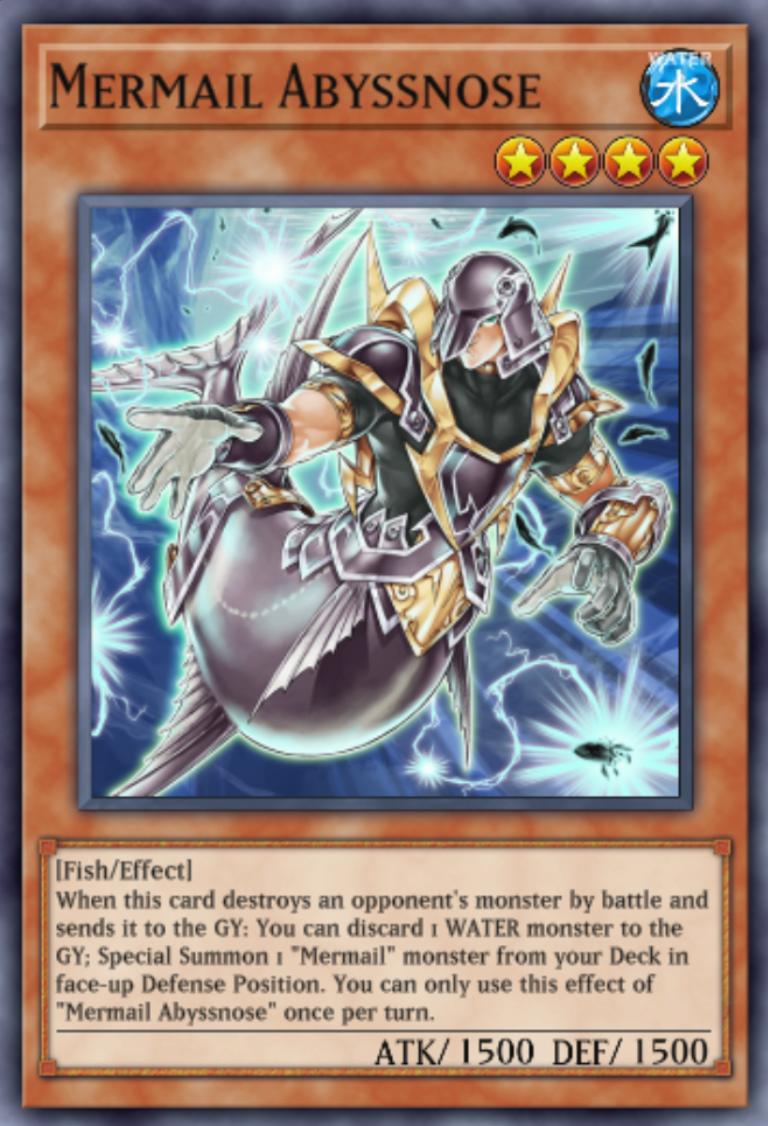 MERMAIL ABYSSNOSE
WATER
水
[Fish/Effect]
When this card destroys an opponent's monster by battle and
sends it to the GY: You can discard 1 WATER monster to the
GY; Special Summon 1 "Mermail" monster from your Deck in
face-up Defense Position. You can only use this effect of
"Mermail Abyssnose" once per turn.
ATK/ 1500 DEF/ 1500